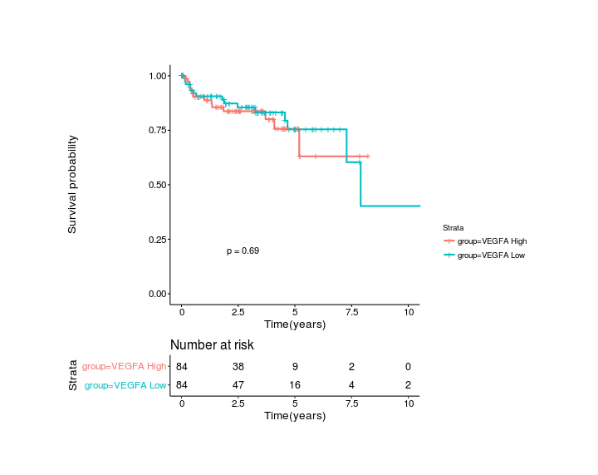 1.00
0.75
0.50
0.25
0.00
Survival probability
p = 0.69
0 2.5 5 7.5 10
Time(years)
Strata
group=VEGFA High
group=VEGFA Low
Number at risk
Strata
group=VEGFA High 84 38 9 2 0
group=VEGFA Low 84 47 16 4 2
0 2.5 5 7.5 10
Time(years)